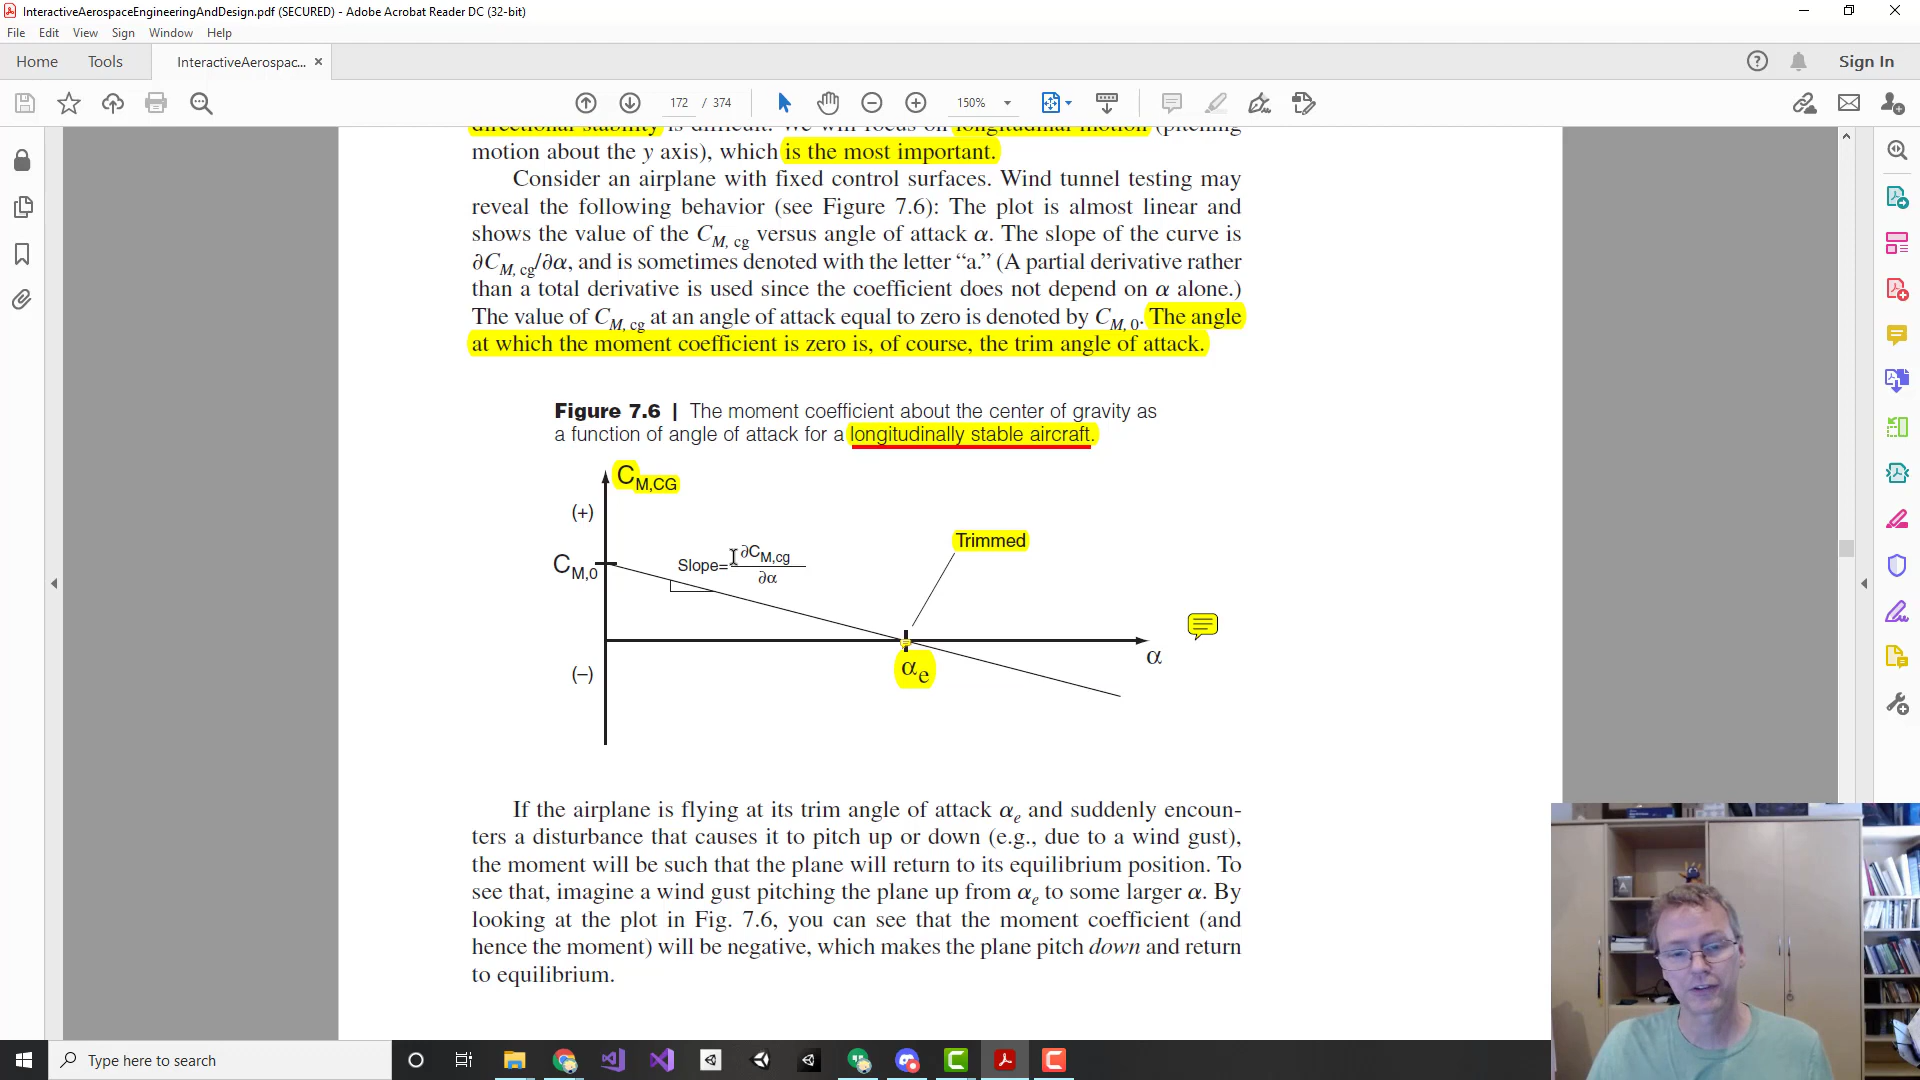 InteractiveAerospaceEngineeringAndDesign.pdf (SECURED) - Adobe Acrobat Reader DC (32-bit)
File Edit View Sign Window Help
Home Tools InteractiveAerospac... × Sign In
172 / 374 150%
directional stability is difficult. We will focus on longitudinal motion (pitching
motion about the y axis), which is the most important.
Consider an airplane with fixed control surfaces. Wind tunnel testing may
reveal the following behavior (see Figure 7.6): The plot is almost linear and
shows the value of the C_M, cg versus angle of attack α. The slope of the curve is
∂C_M, cg/∂α, and is sometimes denoted with the letter “a.” (A partial derivative rather
than a total derivative is used since the coefficient does not depend on α alone.)
The value of C_M, cg at an angle of attack equal to zero is denoted by C_M, 0. The angle
at which the moment coefficient is zero is, of course, the trim angle of attack.
Figure 7.6 | The moment coefficient about the center of gravity as
a function of angle of attack for a longitudinally stable aircraft.
C_M,CG
(+)
Trimmed
C_M,0
Slope= ∂C_M,cg
∂α
α
α_e
(–)
If the airplane is flying at its trim angle of attack α_e and suddenly encoun-
ters a disturbance that causes it to pitch up or down (e.g., due to a wind gust),
the moment will be such that the plane will return to its equilibrium position. To
see that, imagine a wind gust pitching the plane up from α_e to some larger α. By
looking at the plot in Fig. 7.6, you can see that the moment coefficient (and
hence the moment) will be negative, which makes the plane pitch down and return
to equilibrium.
Type here to search